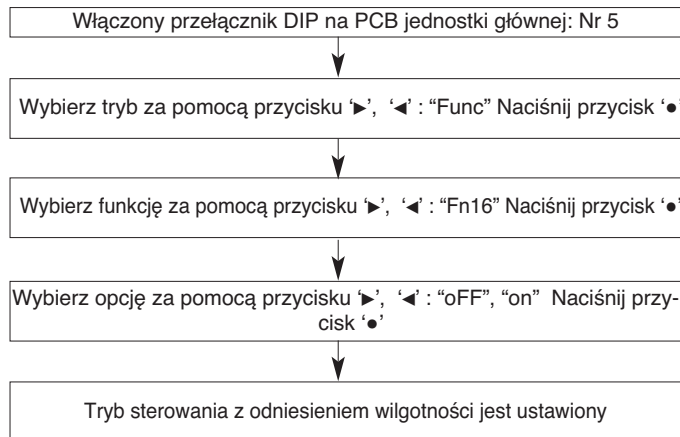 Włączony przełącznik DIP na PCB jednostki głównej: Nr 5
Wybierz tryb za pomocą przycisku ‘►’, ‘◄’ : “Func” Naciśnij przycisk ‘●’
Wybierz funkcję za pomocą przycisku ‘►’, ‘◄’ : “Fn16” Naciśnij przycisk ‘●’
Wybierz opcję za pomocą przycisku ‘►’, ‘◄’ : “oFF”, “on” Naciśnij przy-
cisk ‘●’
Tryb sterowania z odniesieniem wilgotności jest ustawiony